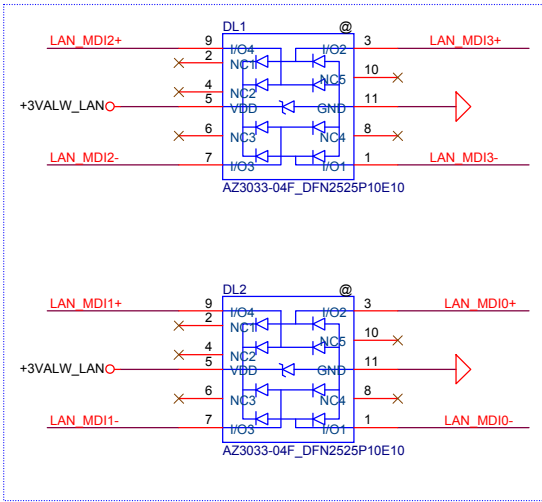 DL1 @
LAN_MDI2+ 9 I/O4 I/O2 3 LAN_MDI3+
2 NC1
NC5 10
4 NC2
+3VALW_LAN 5 VDD GND 11
6 NC3 NC4 8
LAN_MDI2- 7 I/O3 I/O1 1 LAN_MDI3-
AZ3033-04F_DFN2525P10E10
DL2 @
LAN_MDI1+ 9 I/O4 I/O2 3 LAN_MDI0+
2 NC1
NC5 10
4 NC2
+3VALW_LAN 5 VDD GND 11
6 NC3 NC4 8
LAN_MDI1- 7 I/O3 I/O1 1 LAN_MDI0-
AZ3033-04F_DFN2525P10E10